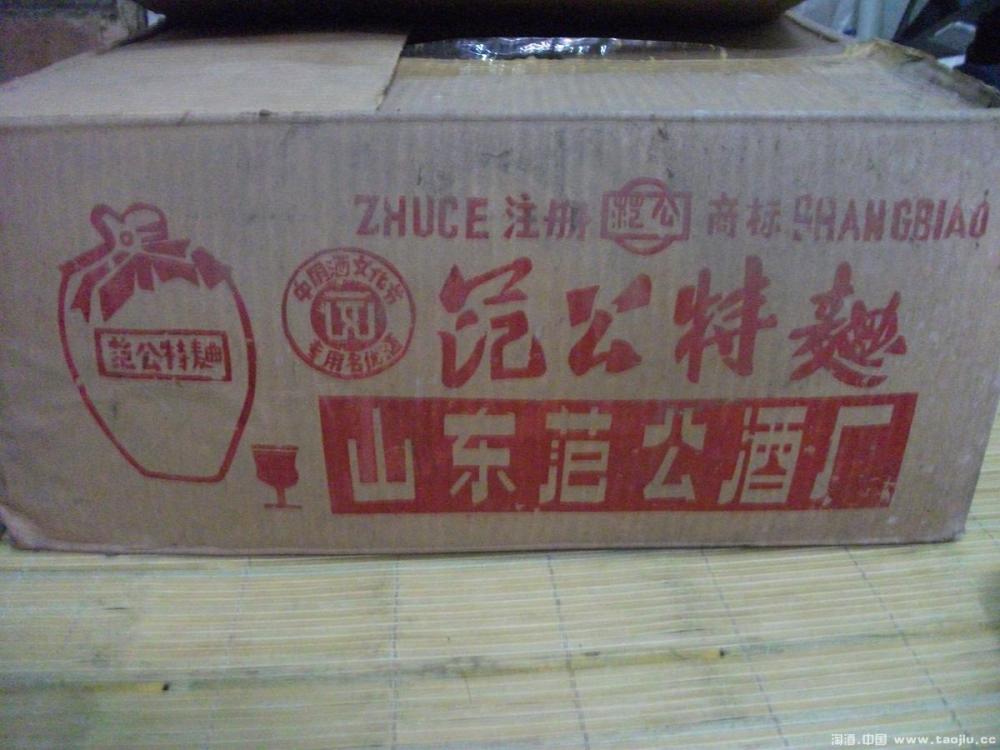 ZHUCE 注册 范公 商标 SHANGBIAO
中国酒文化节
专用名优酒
范公特麯
范公特麯
山东范公酒厂
淘酒.中国 www.taojiu.cc